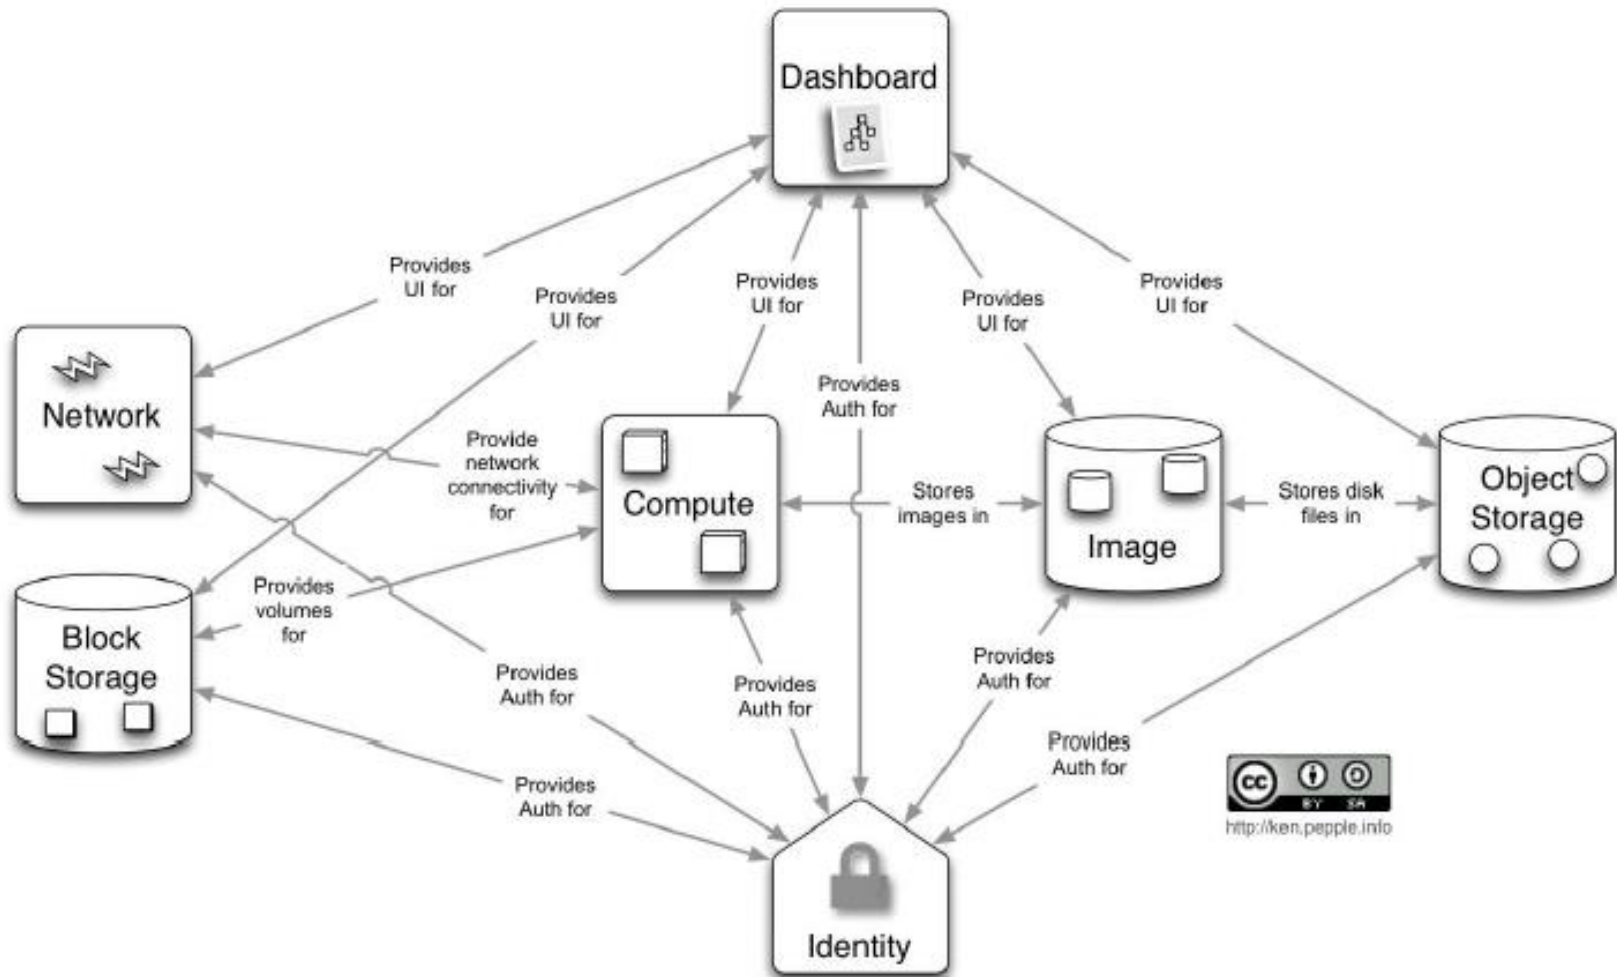 Dashboard
Provides
UI for
Provides
UI for
Provides
UI for
Provides
UI for
Provides
UI for
Provides
Auth for
Network
Provide
network
connectivity
for
Compute
Stores
images in
Image
Stores disk
files in
Object
Storage
Provides
volumes
for
Block
Storage
Provides
Auth for
Provides
Auth for
Provides
Auth for
Provides
Auth for
Provides
Auth for
Identity
cc
BY SA
http://ken.pepple.info